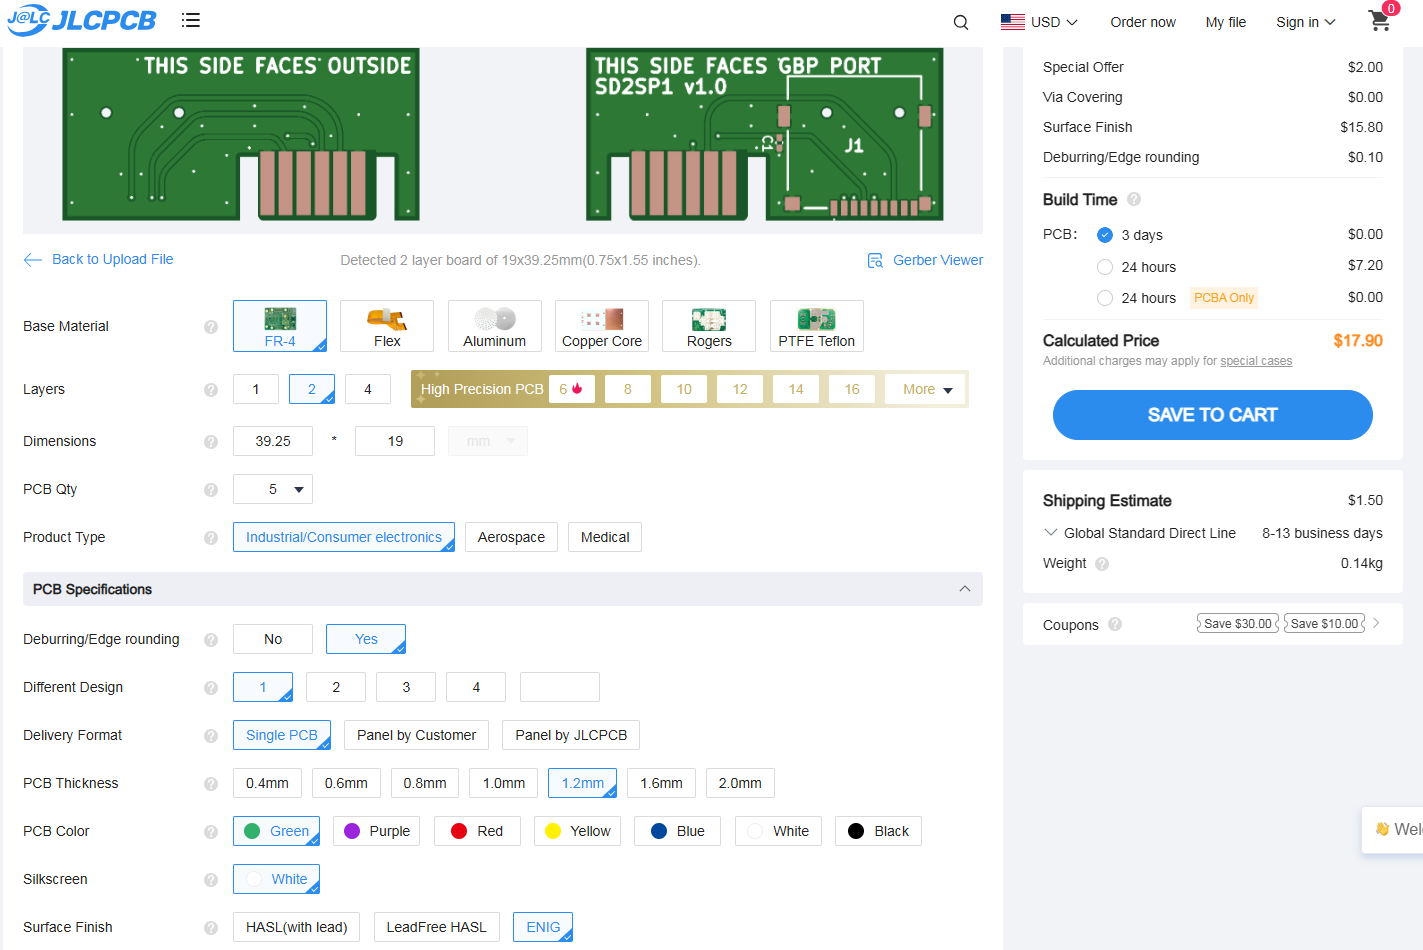 J@LC JLCPCB
USD
Order now
My file
Sign in
0
THIS SIDE FACES OUTSIDE
THIS SIDE FACES GBP PORT
SD2SP1 v1.0
C1
J1
Back to Upload File
Detected 2 layer board of 19x39.25mm(0.75x1.55 inches).
Gerber Viewer
Base Material
?
FR-4
Flex
Aluminum
Copper Core
Rogers
PTFE Teflon
Layers
?
1
2
4
High Precision PCB
6
8
10
12
14
16
More
Dimensions
?
39.25
*
19
mm
PCB Qty
?
5
Product Type
?
Industrial/Consumer electronics
Aerospace
Medical
PCB Specifications
Deburring/Edge rounding
?
No
Yes
Different Design
?
1
2
3
4
Delivery Format
?
Single PCB
Panel by Customer
Panel by JLCPCB
PCB Thickness
?
0.4mm
0.6mm
0.8mm
1.0mm
1.2mm
1.6mm
2.0mm
PCB Color
?
Green
Purple
Red
Yellow
Blue
White
Black
Silkscreen
?
White
Surface Finish
?
HASL(with lead)
LeadFree HASL
ENIG
Special Offer
$2.00
Via Covering
$0.00
Surface Finish
$15.80
Deburring/Edge rounding
$0.10
Build Time
?
PCB:
3 days
$0.00
24 hours
$7.20
24 hours
PCBA Only
$0.00
Calculated Price
$17.90
Additional charges may apply for special cases
SAVE TO CART
Shipping Estimate
$1.50
Global Standard Direct Line
8-13 business days
Weight
?
0.14kg
Coupons
?
Save $30.00
Save $10.00
👋 Wel